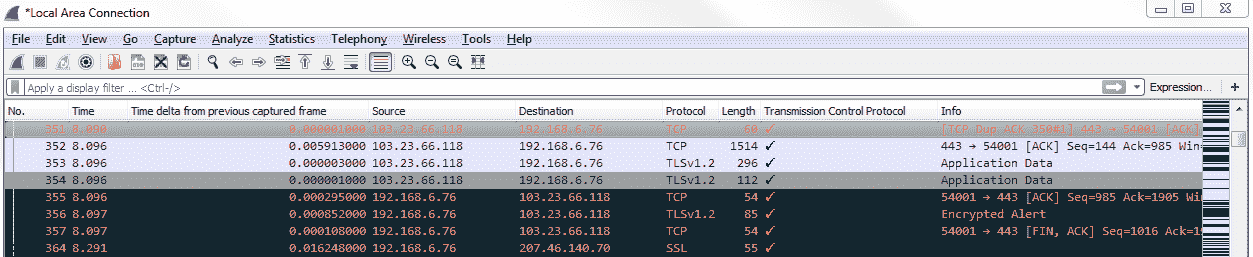 *Local Area Connection
File Edit View Go Capture Analyze Statistics Telephony Wireless Tools Help
Apply a display filter ... <Ctrl-/> Expression... +
No. Time Time delta from previous captured frame Source Destination Protocol Length Transmission Control Protocol Info
351 8.090 0.000001000 103.23.66.118 192.168.6.76 TCP 60 ✓ [TCP Dup ACK 350#1] 443 → 54001 [ACK]
352 8.096 0.005913000 103.23.66.118 192.168.6.76 TCP 1514 ✓ 443 → 54001 [ACK] Seq=144 Ack=985 Win=
353 8.096 0.000003000 103.23.66.118 192.168.6.76 TLSv1.2 296 ✓ Application Data
354 8.096 0.000001000 103.23.66.118 192.168.6.76 TLSv1.2 112 ✓ Application Data
355 8.096 0.000295000 192.168.6.76 103.23.66.118 TCP 54 ✓ 54001 → 443 [ACK] Seq=985 Ack=1905 Wi
356 8.097 0.000852000 192.168.6.76 103.23.66.118 TLSv1.2 85 ✓ Encrypted Alert
357 8.097 0.000108000 192.168.6.76 103.23.66.118 TCP 54 ✓ 54001 → 443 [FIN, ACK] Seq=1016 Ack=1
364 8.291 0.016248000 192.168.6.76 207.46.140.70 SSL 55 ✓